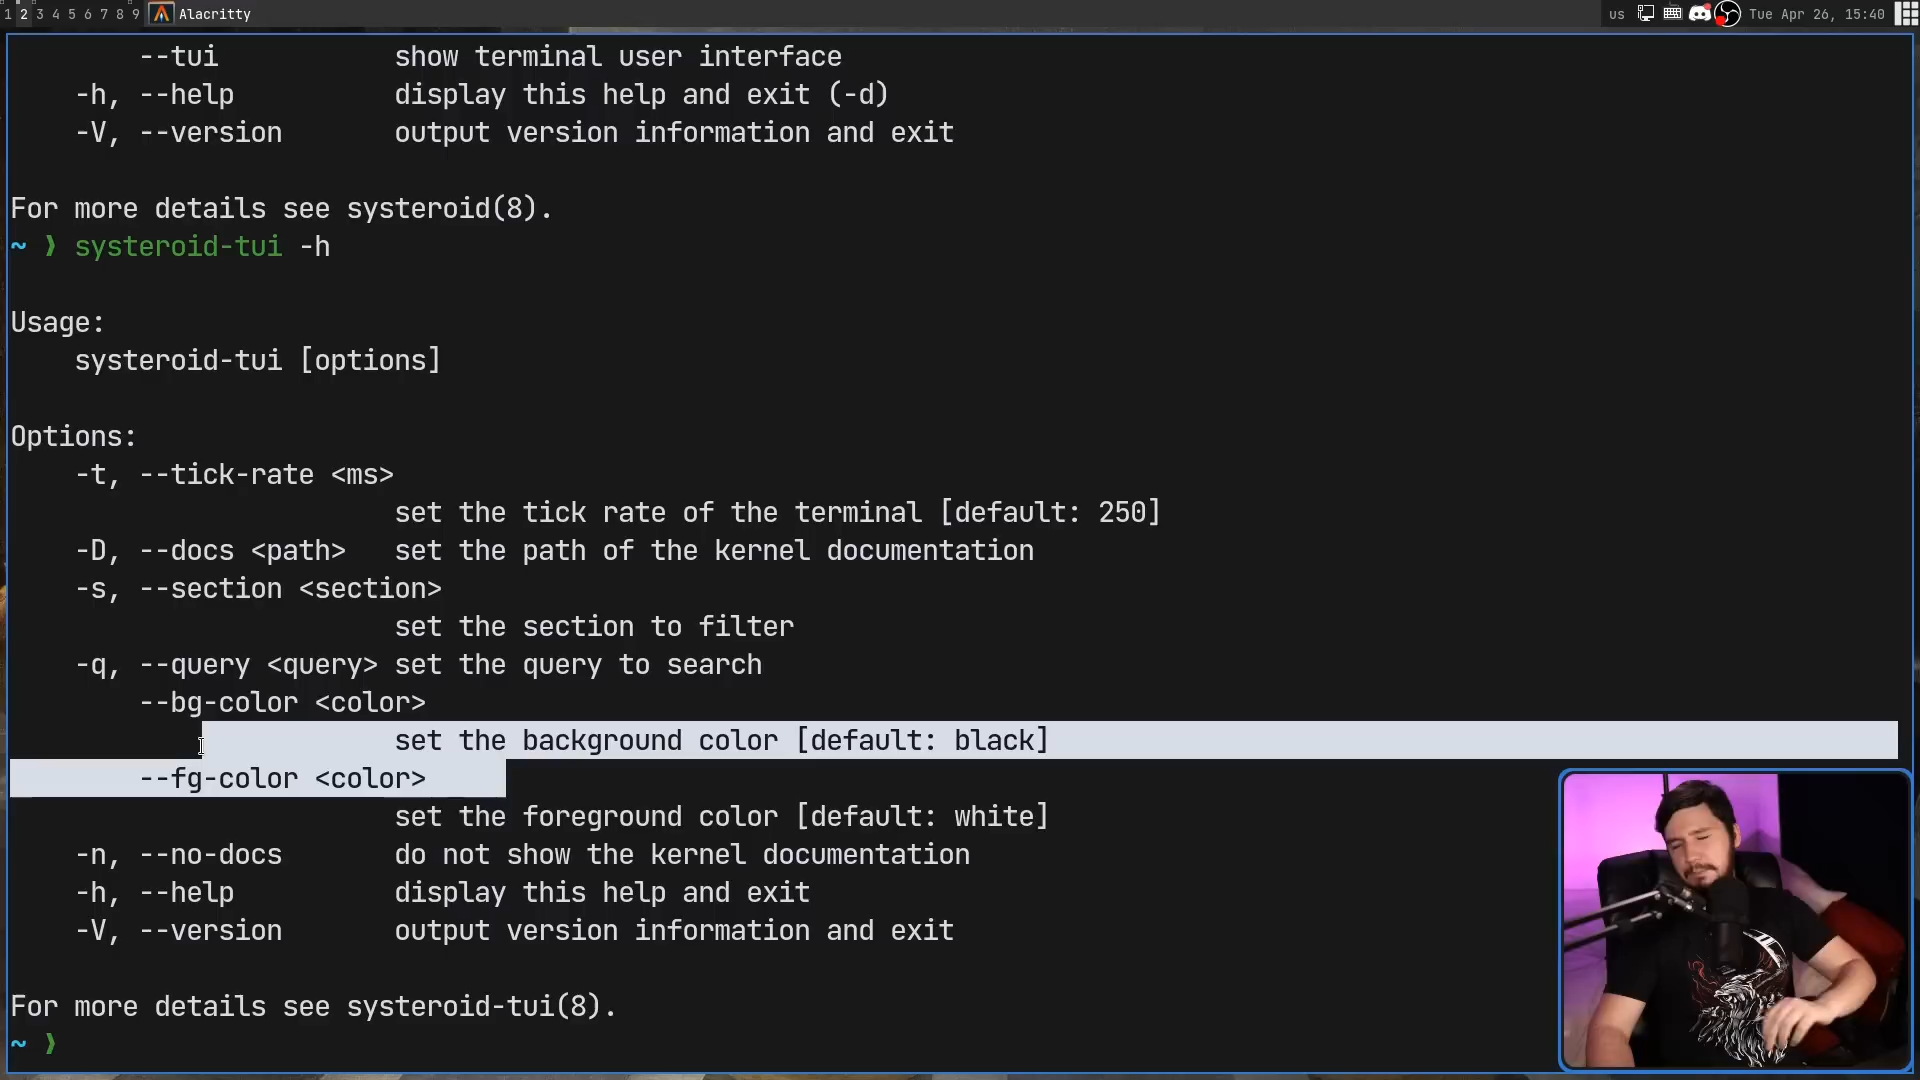 1 2 3 4 5 6 7 8 9 Alacritty us Tue Apr 26, 15:40
--tui show terminal user interface
-h, --help display this help and exit (-d)
-V, --version output version information and exit
For more details see systeroid(8).
~ ❯ systeroid-tui -h
Usage:
systeroid-tui [options]
Options:
-t, --tick-rate <ms>
set the tick rate of the terminal [default: 250]
-D, --docs <path> set the path of the kernel documentation
-s, --section <section>
set the section to filter
-q, --query <query> set the query to search
--bg-color <color>
set the background color [default: black]
--fg-color <color>
set the foreground color [default: white]
-n, --no-docs do not show the kernel documentation
-h, --help display this help and exit
-V, --version output version information and exit
For more details see systeroid-tui(8).
~ ❯